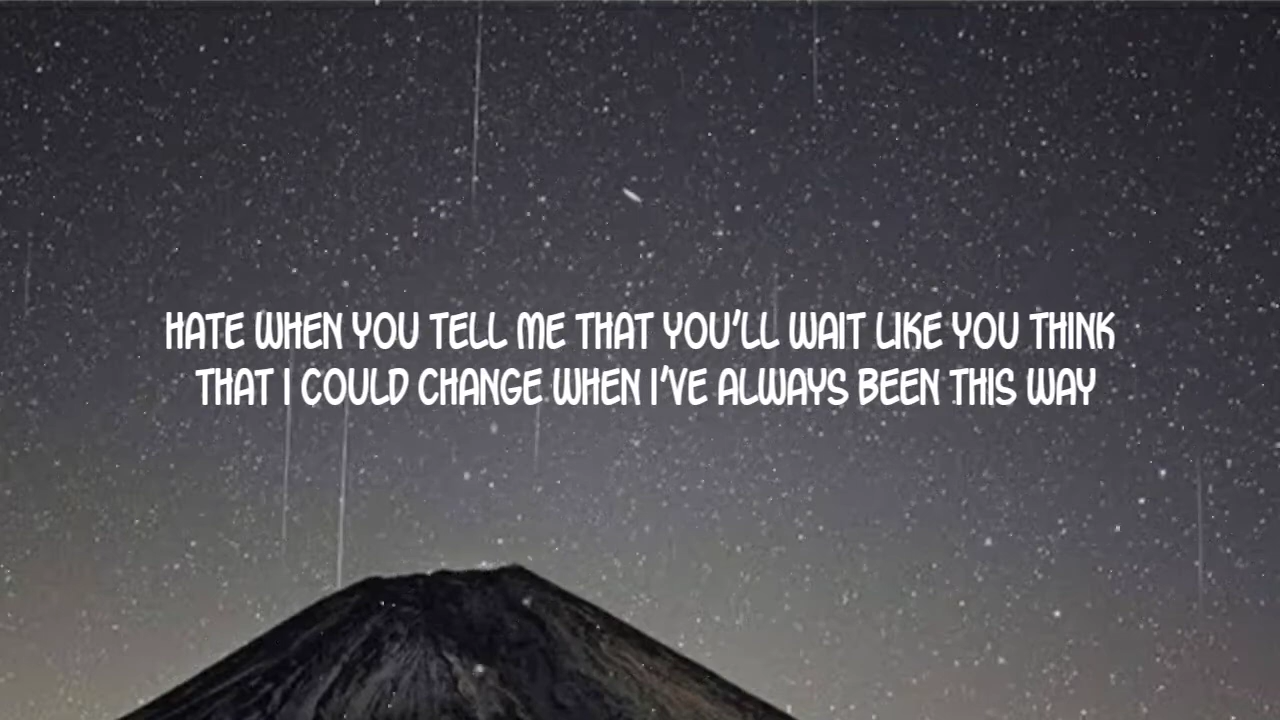 HATE WHEN YOU TELL ME THAT YOU'LL WAIT LIKE YOU THINK
THAT I COULD CHANGE WHEN I'VE ALWAYS BEEN THIS WAY